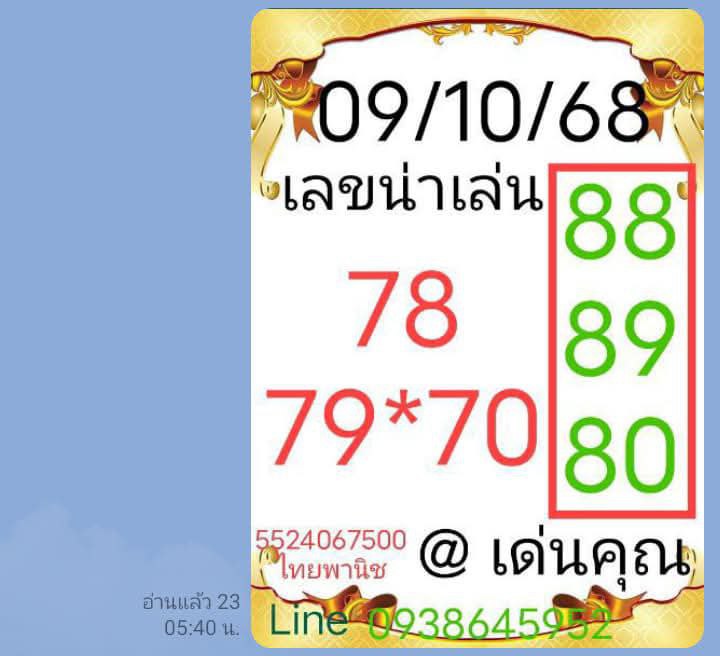 09/10/68
เลขน่าเล่น
88
78
89
79*70
80
5524067500
ไทยพานิช
@ เด่นคุณ
อ่านแล้ว 23
05:40 น.
Line 0938645952